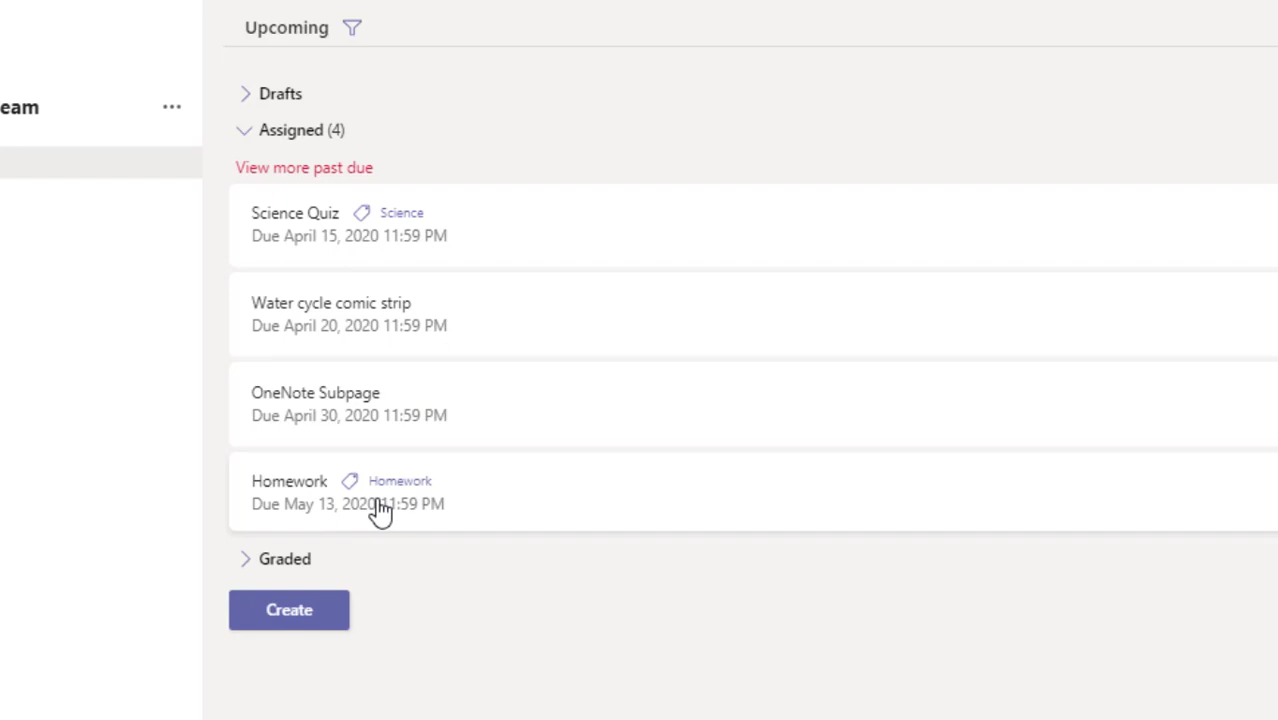 Upcoming
eam ...
Drafts
Assigned (4)
View more past due
Science Quiz Science
Due April 15, 2020 11:59 PM
Water cycle comic strip
Due April 20, 2020 11:59 PM
OneNote Subpage
Due April 30, 2020 11:59 PM
Homework Homework
Due May 13, 2020 11:59 PM
Graded
Create